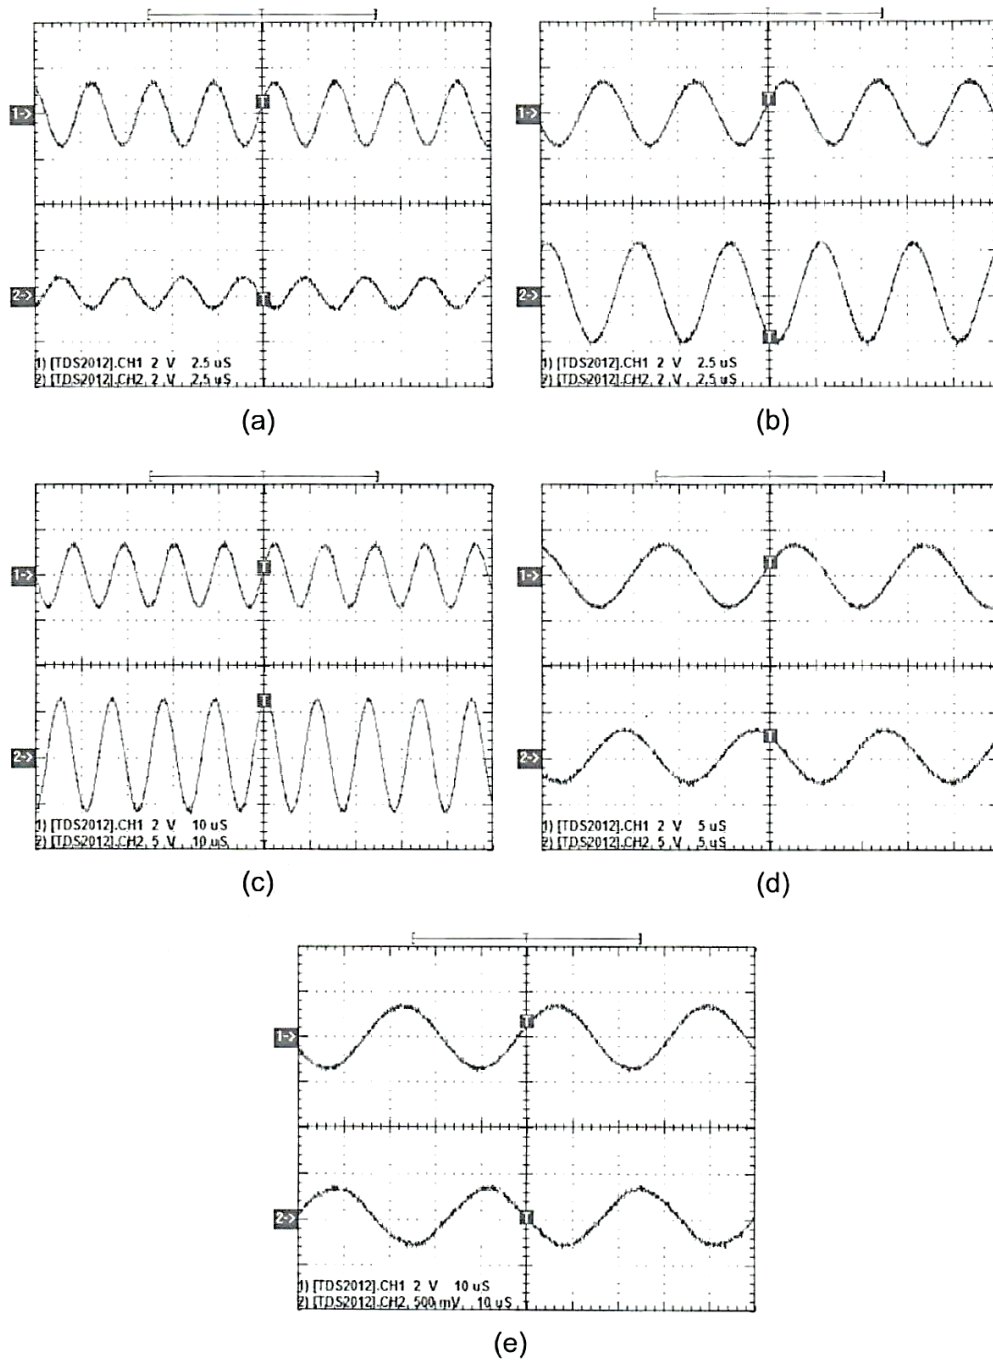 1->
T
2->
T
1) [TDS2012].CH1 2 V 2.5 uS
2) [TDS2012].CH2 2 V 2.5 uS
(a)
1->
T
2->
T
1) [TDS2012].CH1 2 V 2.5 uS
2) [TDS2012].CH2 2 V 2.5 uS
(b)
1->
T
2->
T
1) [TDS2012].CH1 2 V 10 uS
2) [TDS2012].CH2 5 V 10 uS
(c)
1->
T
2->
T
1) [TDS2012].CH1 2 V 5 uS
2) [TDS2012].CH2 5 V 5 uS
(d)
1->
T
2->
T
1) [TDS2012].CH1 2 V 10 uS
2) [TDS2012].CH2 500 mV 10 uS
(e)